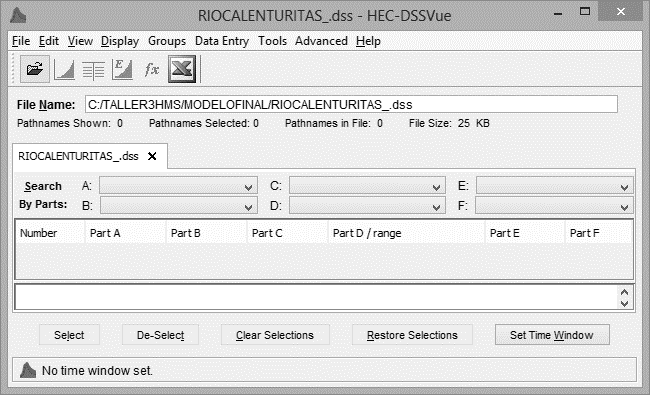 RIOCALENTURITAS_.dss - HEC-DSSVue
File Edit View Display Groups Data Entry Tools Advanced Help
E fx X
File Name: C:/TALLER3HMS/MODELOFINAL/RIOCALENTURITAS_.dss
Pathnames Shown: 0 Pathnames Selected: 0 Pathnames in File: 0 File Size: 25 KB
RIOCALENTURITAS_.dss
Search A: C: E:
By Parts: B: D: F:
Number Part A Part B Part C Part D / range Part E Part F
Select De-Select Clear Selections Restore Selections Set Time Window
No time window set.